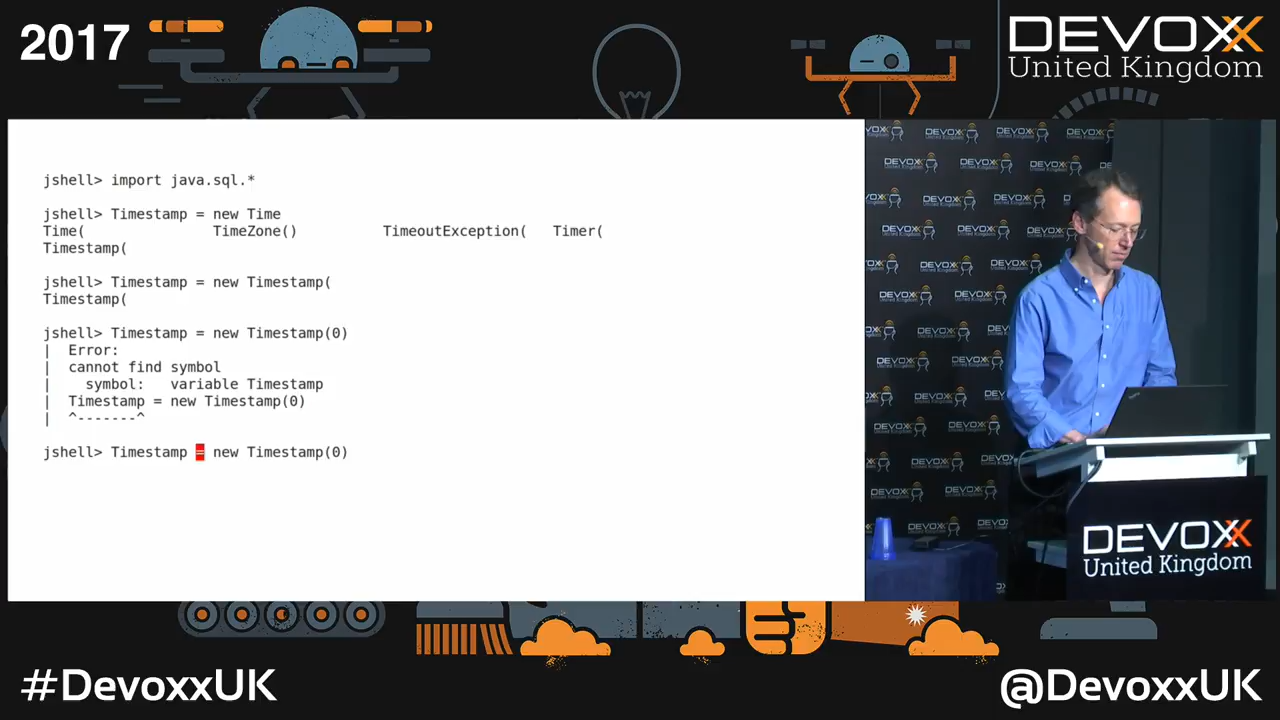 2017
DEVOXX
United Kingdom
jshell> import java.sql.*
jshell> Timestamp = new Time
Time(               TimeZone()          TimeoutException(   Timer(
Timestamp(
jshell> Timestamp = new Timestamp(
Timestamp(
jshell> Timestamp = new Timestamp(0)
|  Error:
|  cannot find symbol
|    symbol:   variable Timestamp
|  Timestamp = new Timestamp(0)
|  ^-------^
jshell> Timestamp = new Timestamp(0)
DEVOXX
United Kingdom
#DevoxxUK
@DevoxxUK